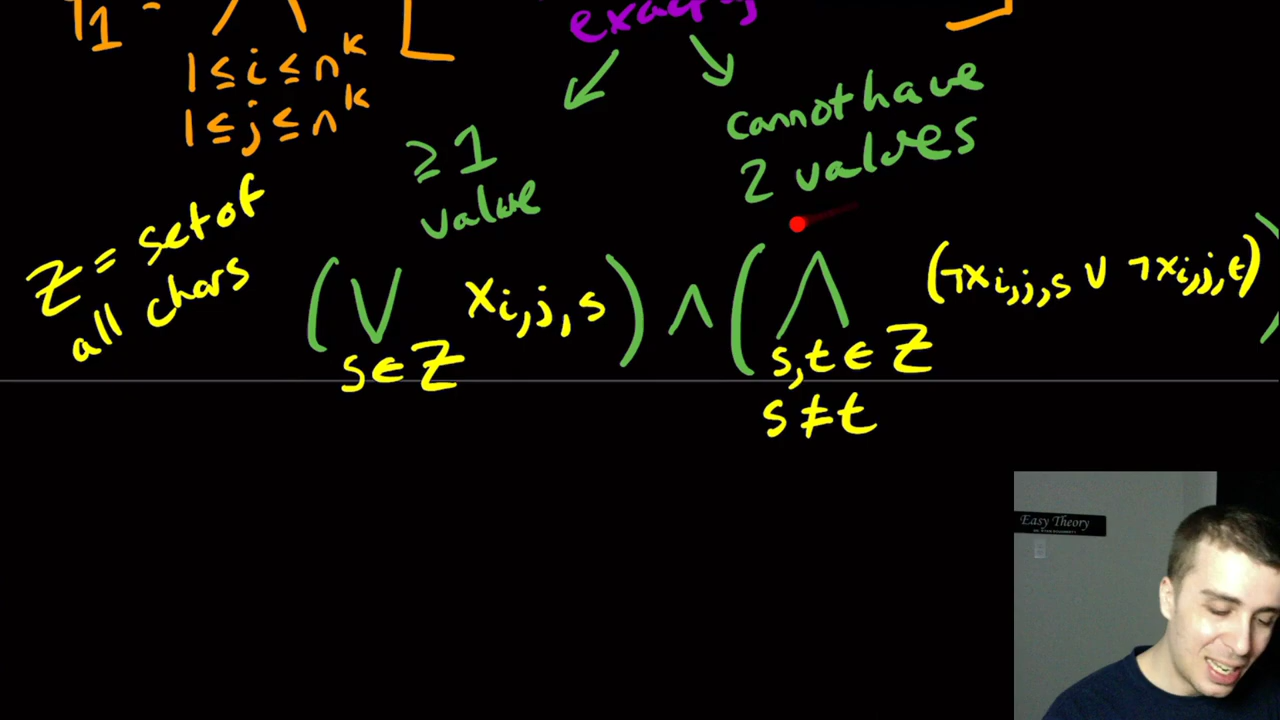 1 ≤ i ≤ n^k
1 ≤ j ≤ n^k
≥ 1
value
cannot have
2 values
Z = set of
all chars
(⋁ x_{i,j,s}) ∧ (⋀ (¬x_{i,j,s} ∨ ¬x_{i,j,t})
s ∈ Z
s,t ∈ Z
s ≠ t
Easy Theory